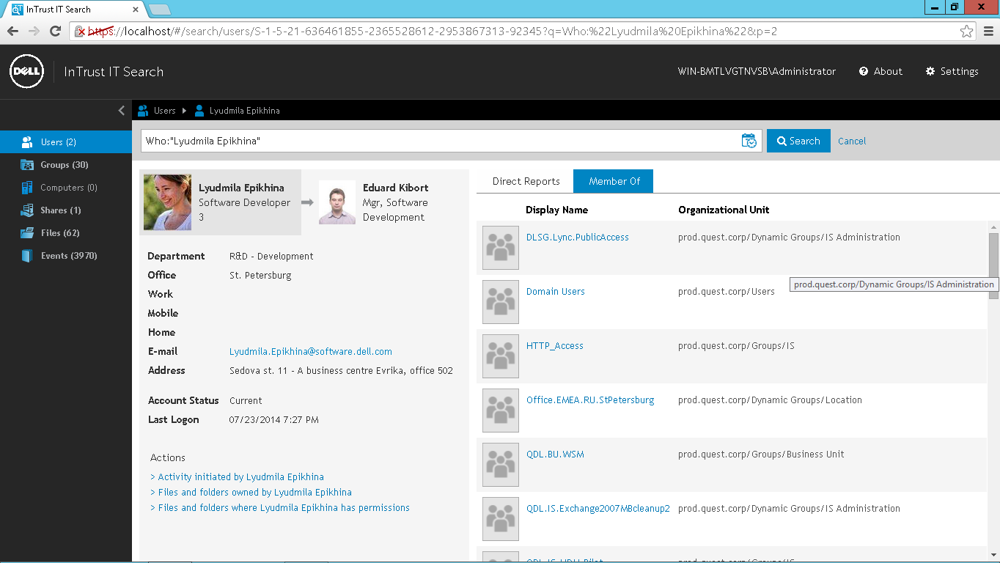 InTrust IT Search
https://localhost/#/search/users/S-1-5-21-636461855-2365528612-2953867313-92345?q=Who:%22Lyudmila%20Epikhina%22&p=2
DELL
InTrust IT Search
WIN-BMTLVGTNVSB\Administrator
About
Settings
Users
Lyudmila Epikhina
Users (2)
Groups (30)
Computers (0)
Shares (1)
Files (62)
Events (3970)
Who:"Lyudmila Epikhina"
Search
Cancel
Lyudmila Epikhina
Software Developer
3
Eduard Kibort
Mgr, Software
Development
Department R&D - Development
Office St. Petersburg
Work
Mobile
Home
E-mail Lyudmila.Epikhina@software.dell.com
Address Sedova st. 11 - A business centre Evrika, office 502
Account Status Current
Last Logon 07/23/2014 7:27 PM
Actions
> Activity initiated by Lyudmila Epikhina
> Files and folders owned by Lyudmila Epikhina
> Files and folders where Lyudmila Epikhina has permissions
Direct Reports
Member Of
Display Name Organizational Unit
DLSG.Lync.PublicAccess prod.quest.corp/Dynamic Groups/IS Administration
prod.quest.corp/Dynamic Groups/IS Administration
Domain Users prod.quest.corp/Users
HTTP_Access prod.quest.corp/Groups/IS
Office.EMEA.RU.StPetersburg prod.quest.corp/Dynamic Groups/Location
QDL.BU.WSM prod.quest.corp/Groups/Business Unit
QDL.IS.Exchange2007MBcleanup2 prod.quest.corp/Dynamic Groups/IS Administration